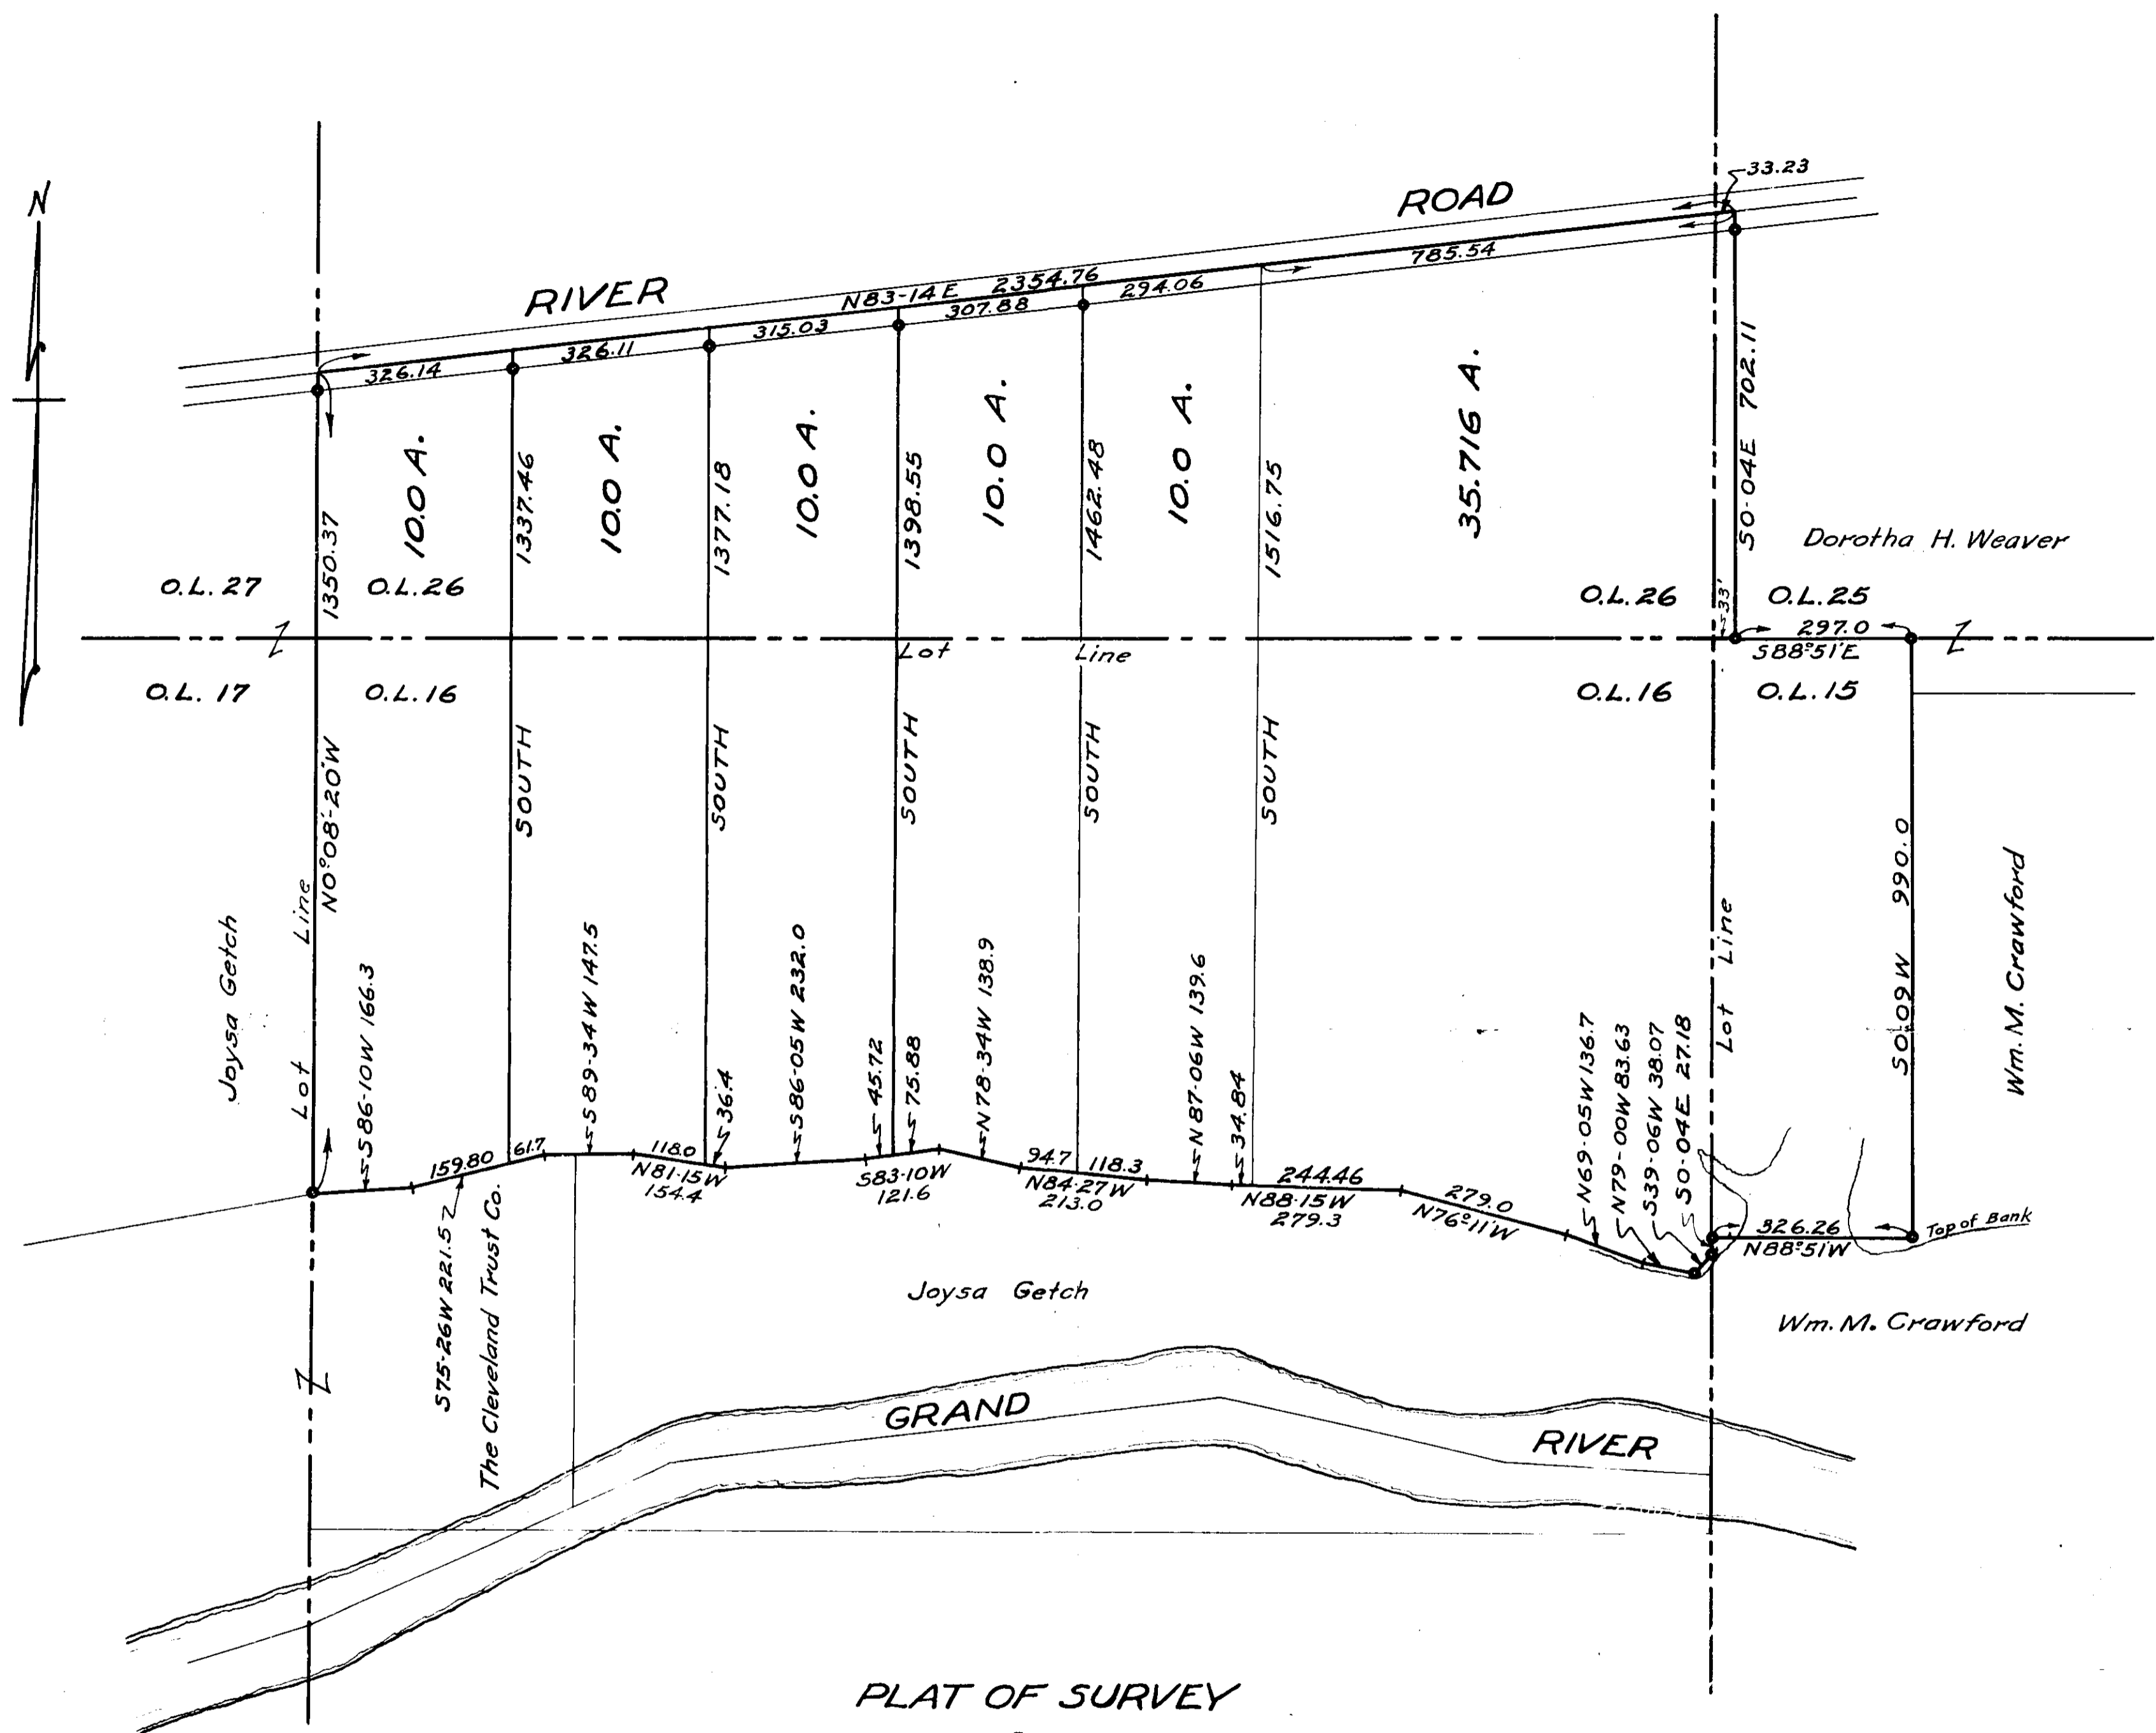 N
33.23
ROAD
RIVER
N83-14E 2354.76
785.54
294.06
307.88
315.03
326.11
326.14
10.0 A.
10.0 A.
10.0 A.
10.0 A.
10.0 A.
35.716 A.
1350.37
1337.46
1377.18
1398.55
1462.48
1516.75
S0-04E 702.11
Dorotha H. Weaver
O.L. 27
O.L. 26
O.L. 26
O.L. 25
33'
297.0
S88°51'E
Lot Line
O.L. 17
O.L. 16
O.L. 16
O.L. 15
N0°08'-20"W
SOUTH
SOUTH
SOUTH
SOUTH
SOUTH
Lot Line
Lot Line
S0-09W 990.0
Joysa Getch
Wm. M. Crawford
S86-10W 166.3
S89-34W 147.5
36.4
S86-05W 232.0
45.72
75.88
N78-34W 138.9
N87-06W 139.6
34.84
N69-05W 136.7
N79-00W 83.63
S39-06W 38.07
S0-04E 27.18
159.80
61.7
118.0
N81-15W
154.4
S83-10W
121.6
94.7
118.3
N84-27W
213.0
244.46
N88-15W
279.3
279.0
N76°11'W
326.26
N88°51'W
Top of Bank
S75-26W 221.5
The Cleveland Trust Co.
Joysa Getch
Wm. M. Crawford
GRAND
RIVER
PLAT OF SURVEY